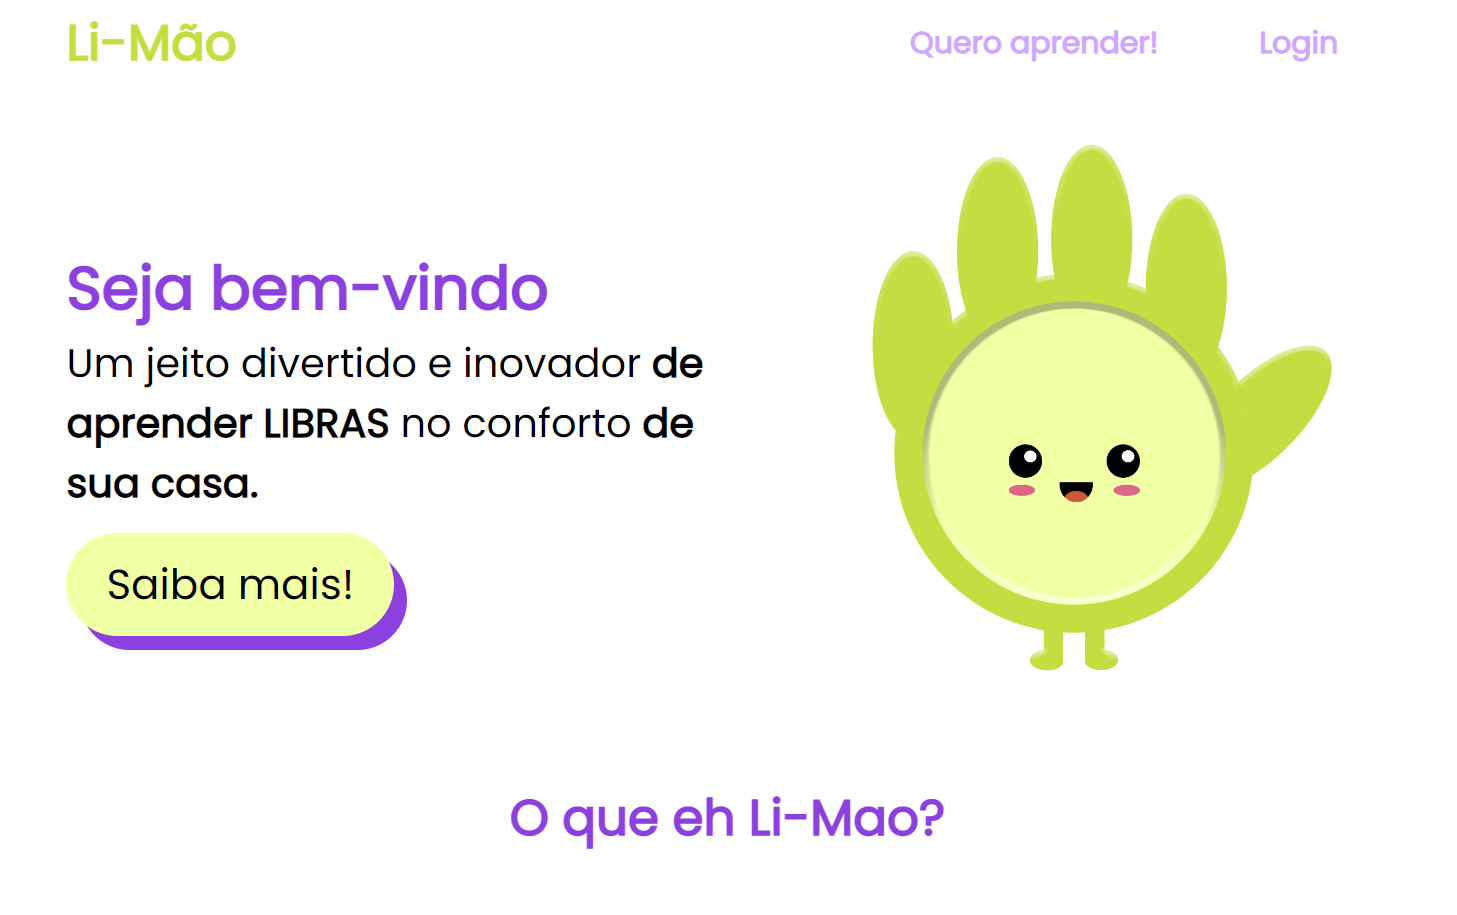 Li-Mão
Quero aprender!
Login
Seja bem-vindo
Um jeito divertido e inovador de
aprender LIBRAS no conforto de
sua casa.
Saiba mais!
O que eh Li-Mao?